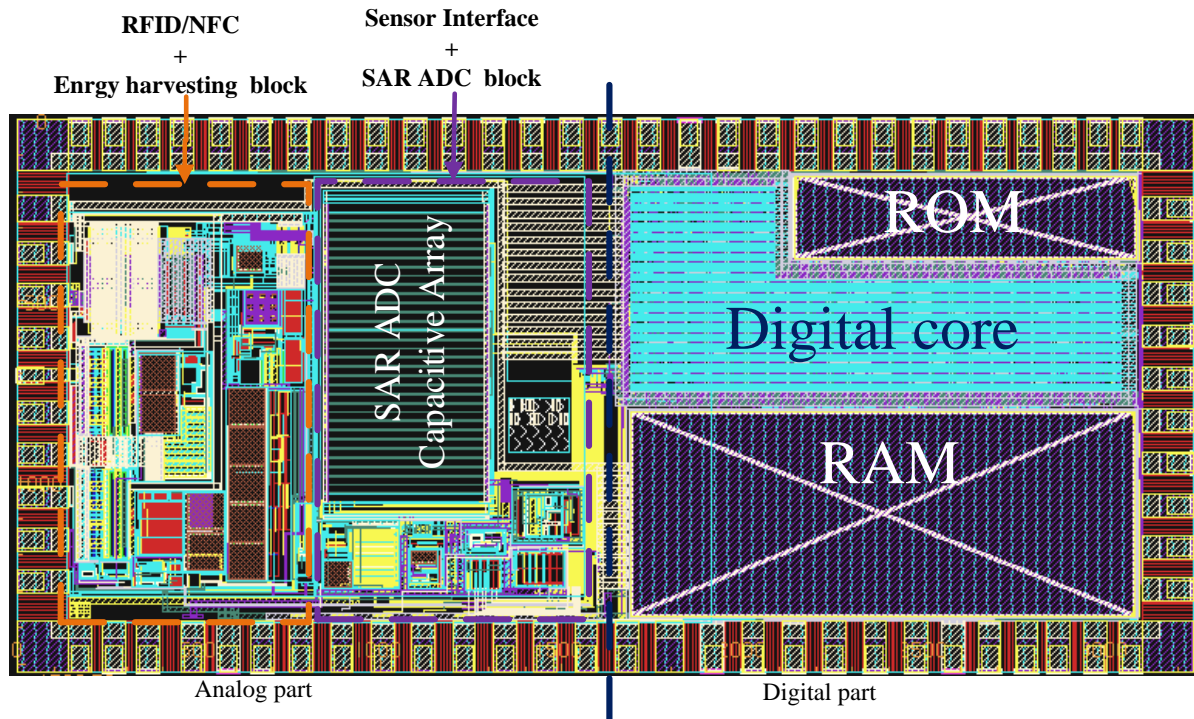 RFID/NFC
+
Enrgy harvesting block
Sensor Interface
+
SAR ADC block
ROM
SAR ADC
Capacitive Array
Digital core
RAM
Analog part
Digital part